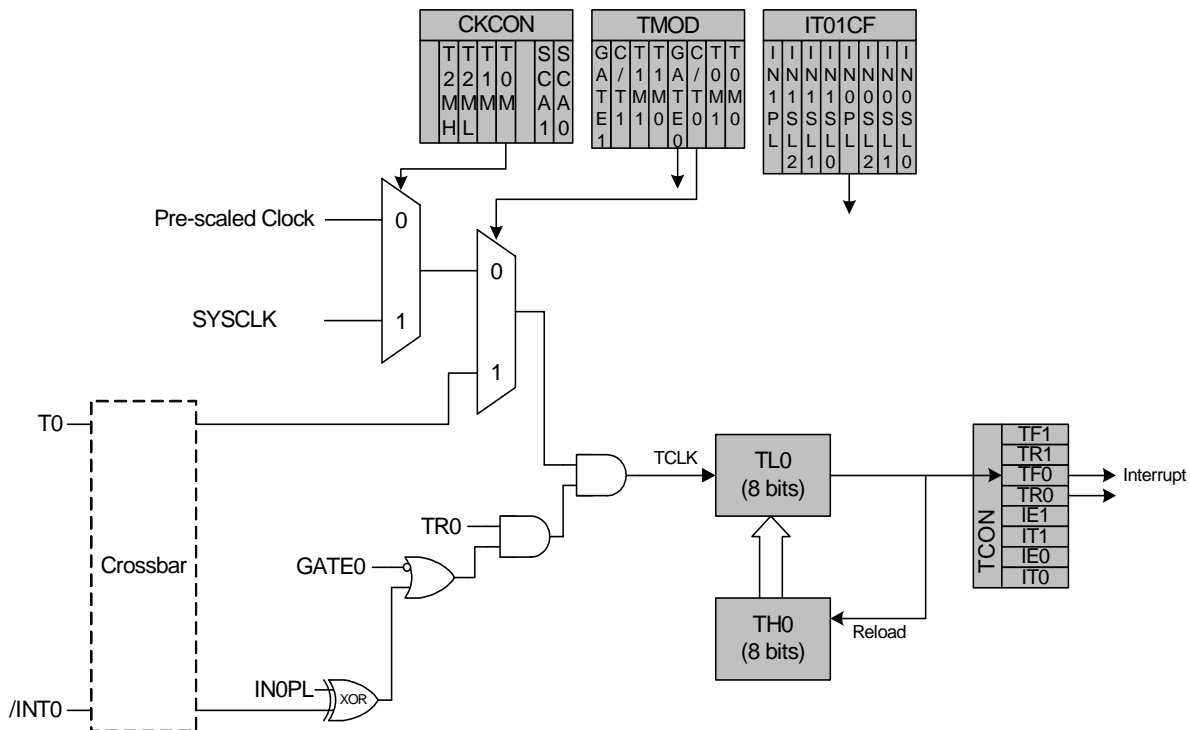 CKCON
T2MH
T2ML
T1M
T0M
SCA1
SCA0
TMOD
GATE1
C/T1
T1M1
T1M0
GATE0
C/T0
T0M1
T0M0
IT01CF
IN1PL
IN1SL2
IN1SL1
IN1SL0
IN0PL
IN0SL2
IN0SL1
IN0SL0
Pre-scaled Clock
0
SYSCLK
1
0
1
T0
Crossbar
/INT0
TR0
GATE0
IN0PL
XOR
TCLK
TL0
(8 bits)
TH0
(8 bits)
Reload
TCON
TF1
TR1
TF0
TR0
IE1
IT1
IE0
IT0
Interrupt